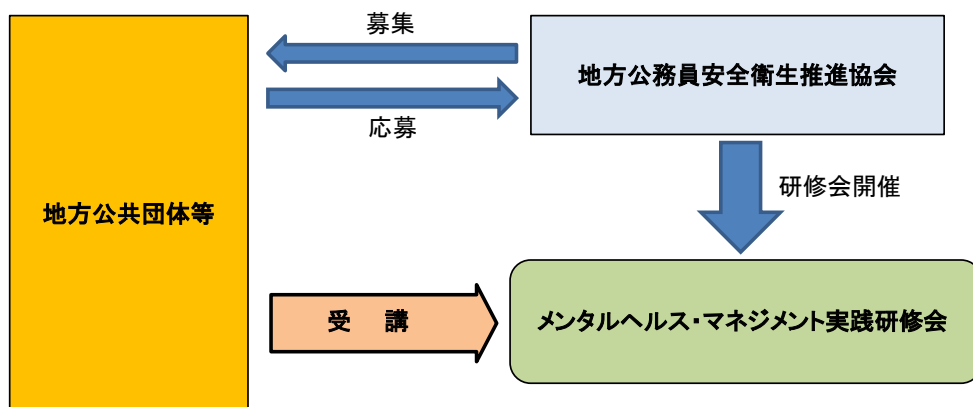 募集
地方公務員安全衛生推進協会
応募
研修会開催
地方公共団体等
受　講
メンタルヘルス・マネジメント実践研修会